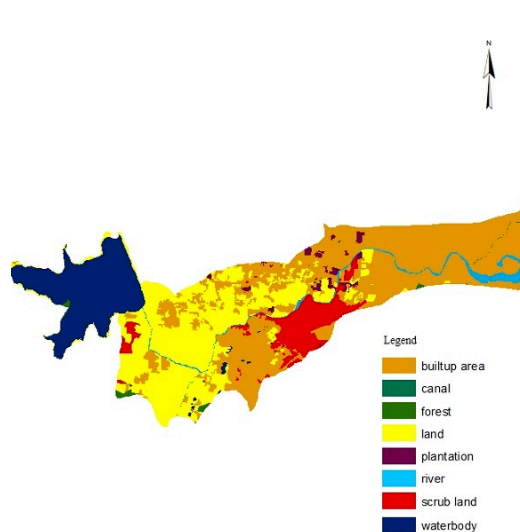 N
Legend
builtup area
canal
forest
land
plantation
river
scrub land
waterbody